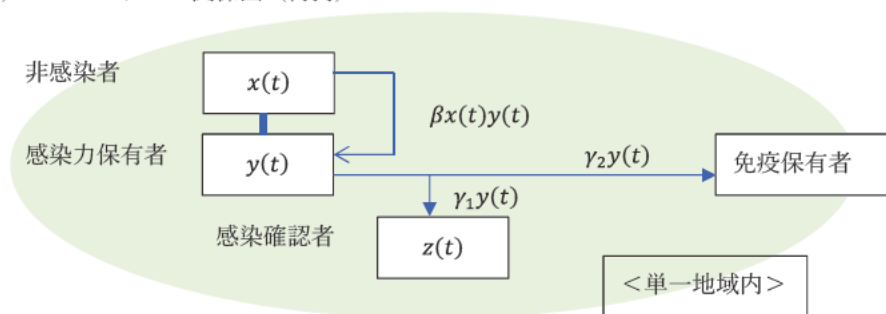 非感染者
x(t)
βx(t)y(t)
感染力保有者
y(t)
γ₂y(t)
免疫保有者
γ₁y(t)
感染確認者
z(t)
＜単一地域内＞